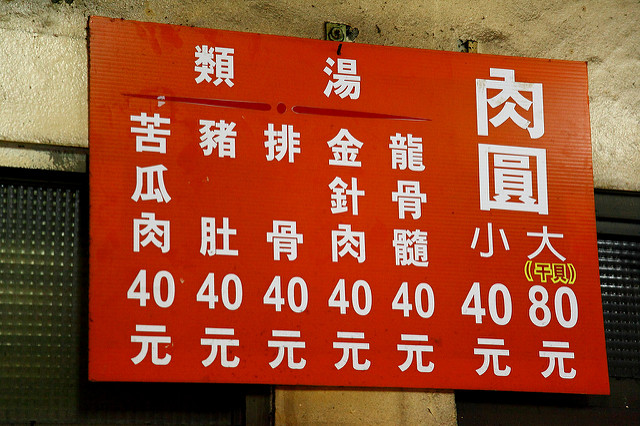 肉圓
大(干貝)80元
小40元
湯類
龍骨髓40元
金針肉40元
排骨40元
豬肚40元
苦瓜肉40元